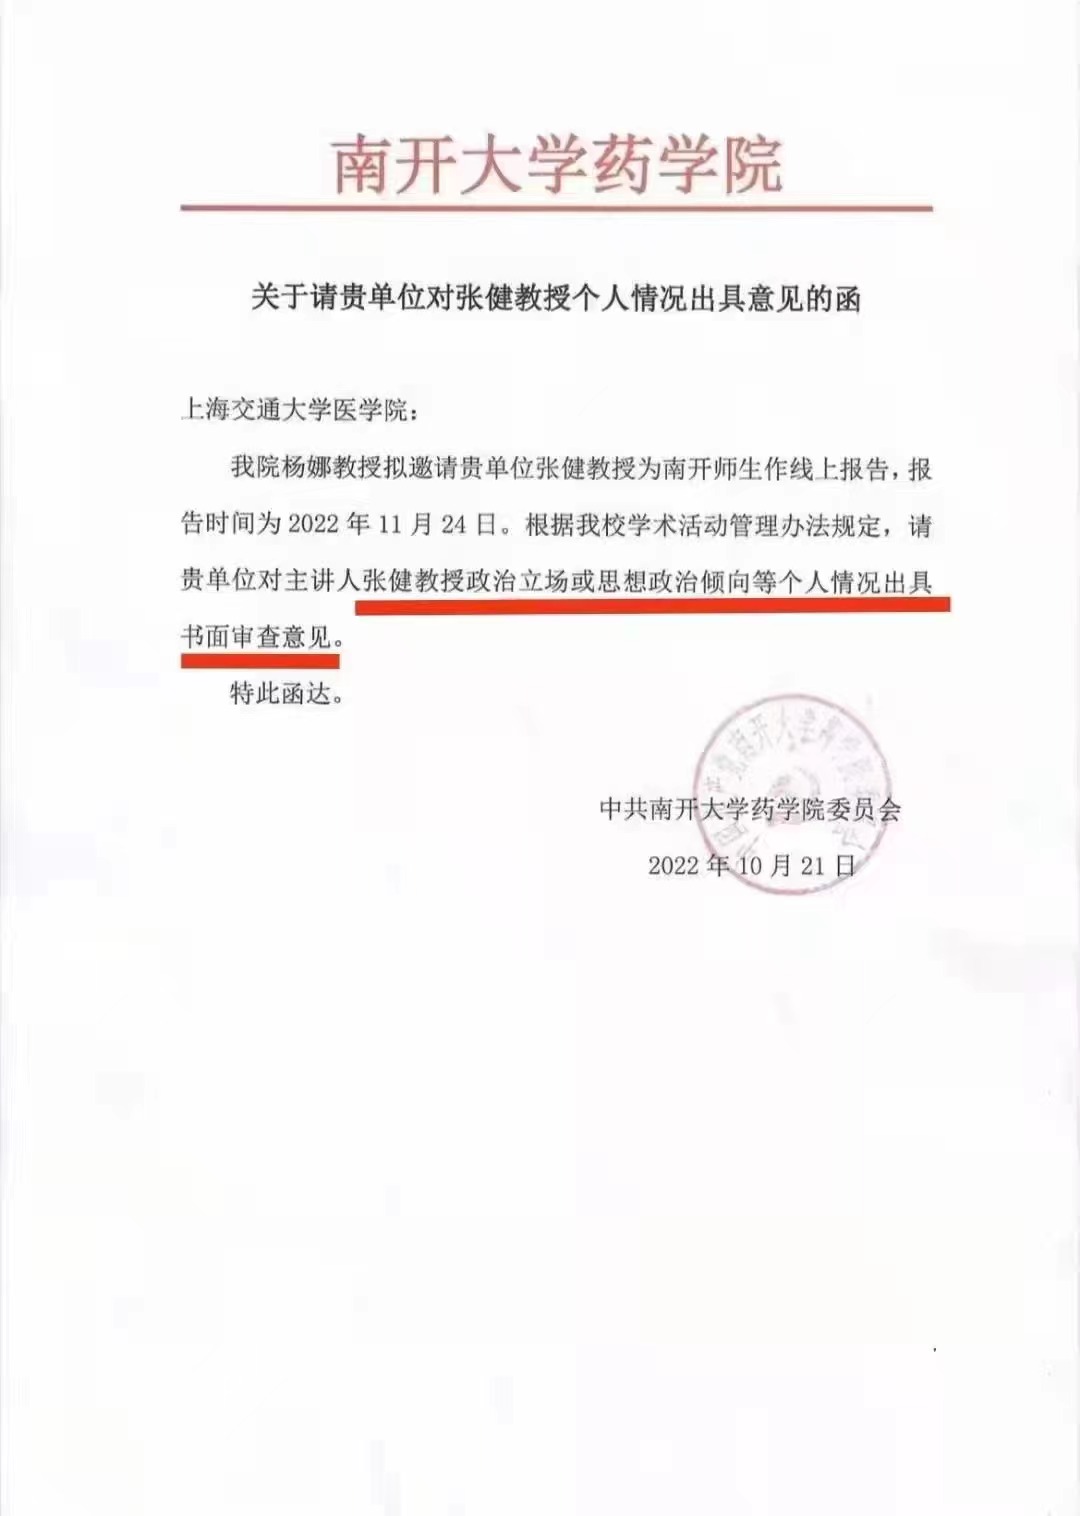 南开大学药学院
关于请贵单位对张健教授个人情况出具意见的函
上海交通大学医学院：
我院杨娜教授拟邀请贵单位张健教授为南开师生作线上报告，报
告时间为 2022 年 11 月 24 日。根据我校学术活动管理办法规定，请
贵单位对主讲人张健教授政治立场或思想政治倾向等个人情况出具
书面审查意见。
特此函达。
中共南开大学药学院委员会
2022 年 10 月 21 日